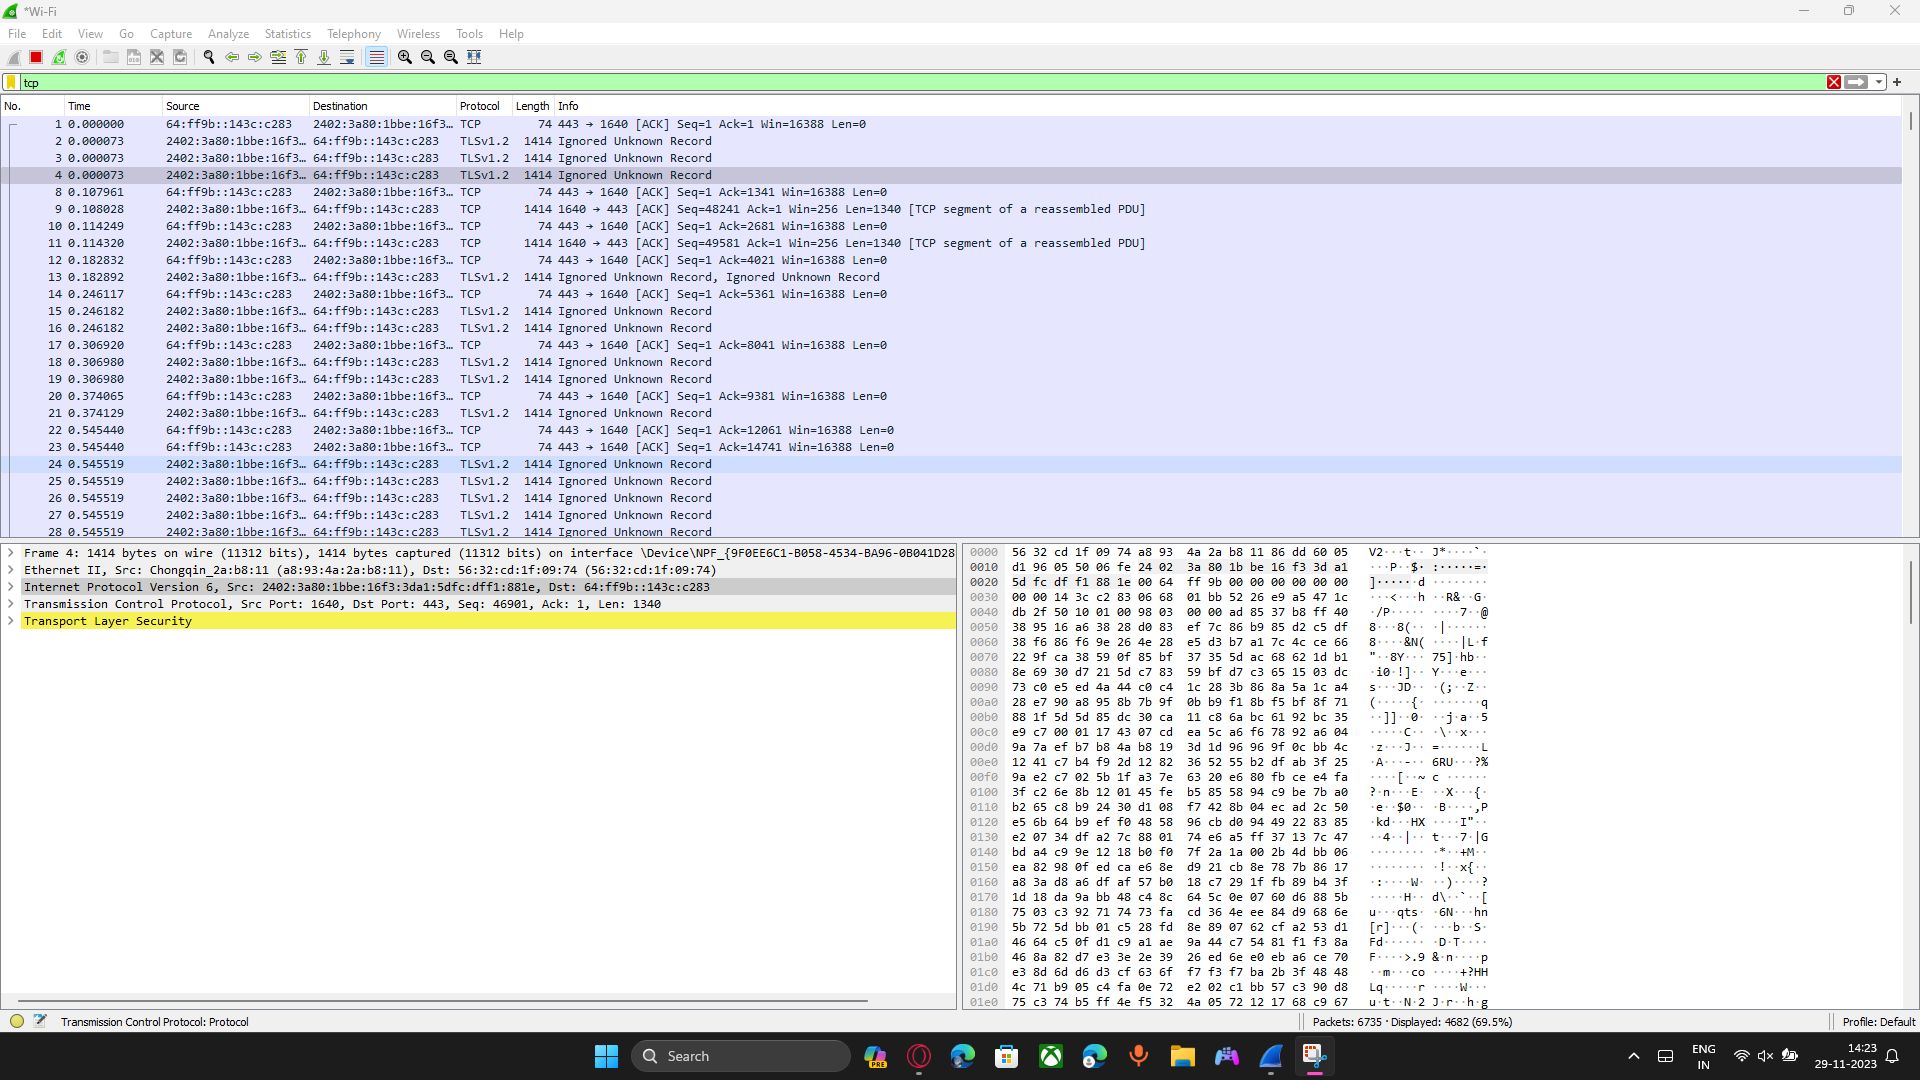 *Wi-Fi
File Edit View Go Capture Analyze Statistics Telephony Wireless Tools Help
tcp
No. Time Source Destination Protocol Length Info
1 0.000000 64:ff9b::143c:c283 2402:3a80:1bbe:16f3… TCP 74 443 → 1640 [ACK] Seq=1 Ack=1 Win=16388 Len=0
2 0.000073 2402:3a80:1bbe:16f3… 64:ff9b::143c:c283 TLSv1.2 1414 Ignored Unknown Record
3 0.000073 2402:3a80:1bbe:16f3… 64:ff9b::143c:c283 TLSv1.2 1414 Ignored Unknown Record
4 0.000073 2402:3a80:1bbe:16f3… 64:ff9b::143c:c283 TLSv1.2 1414 Ignored Unknown Record
8 0.107961 64:ff9b::143c:c283 2402:3a80:1bbe:16f3… TCP 74 443 → 1640 [ACK] Seq=1 Ack=1341 Win=16388 Len=0
9 0.108028 2402:3a80:1bbe:16f3… 64:ff9b::143c:c283 TCP 1414 1640 → 443 [ACK] Seq=48241 Ack=1 Win=256 Len=1340 [TCP segment of a reassembled PDU]
10 0.114249 64:ff9b::143c:c283 2402:3a80:1bbe:16f3… TCP 74 443 → 1640 [ACK] Seq=1 Ack=2681 Win=16388 Len=0
11 0.114320 2402:3a80:1bbe:16f3… 64:ff9b::143c:c283 TCP 1414 1640 → 443 [ACK] Seq=49581 Ack=1 Win=256 Len=1340 [TCP segment of a reassembled PDU]
12 0.182832 64:ff9b::143c:c283 2402:3a80:1bbe:16f3… TCP 74 443 → 1640 [ACK] Seq=1 Ack=4021 Win=16388 Len=0
13 0.182892 2402:3a80:1bbe:16f3… 64:ff9b::143c:c283 TLSv1.2 1414 Ignored Unknown Record, Ignored Unknown Record
14 0.246117 64:ff9b::143c:c283 2402:3a80:1bbe:16f3… TCP 74 443 → 1640 [ACK] Seq=1 Ack=5361 Win=16388 Len=0
15 0.246182 2402:3a80:1bbe:16f3… 64:ff9b::143c:c283 TLSv1.2 1414 Ignored Unknown Record
16 0.246182 2402:3a80:1bbe:16f3… 64:ff9b::143c:c283 TLSv1.2 1414 Ignored Unknown Record
17 0.306920 64:ff9b::143c:c283 2402:3a80:1bbe:16f3… TCP 74 443 → 1640 [ACK] Seq=1 Ack=8041 Win=16388 Len=0
18 0.306980 2402:3a80:1bbe:16f3… 64:ff9b::143c:c283 TLSv1.2 1414 Ignored Unknown Record
19 0.306980 2402:3a80:1bbe:16f3… 64:ff9b::143c:c283 TLSv1.2 1414 Ignored Unknown Record
20 0.374065 64:ff9b::143c:c283 2402:3a80:1bbe:16f3… TCP 74 443 → 1640 [ACK] Seq=1 Ack=9381 Win=16388 Len=0
21 0.374129 2402:3a80:1bbe:16f3… 64:ff9b::143c:c283 TLSv1.2 1414 Ignored Unknown Record
22 0.545440 64:ff9b::143c:c283 2402:3a80:1bbe:16f3… TCP 74 443 → 1640 [ACK] Seq=1 Ack=12061 Win=16388 Len=0
23 0.545440 64:ff9b::143c:c283 2402:3a80:1bbe:16f3… TCP 74 443 → 1640 [ACK] Seq=1 Ack=14741 Win=16388 Len=0
24 0.545519 2402:3a80:1bbe:16f3… 64:ff9b::143c:c283 TLSv1.2 1414 Ignored Unknown Record
25 0.545519 2402:3a80:1bbe:16f3… 64:ff9b::143c:c283 TLSv1.2 1414 Ignored Unknown Record
26 0.545519 2402:3a80:1bbe:16f3… 64:ff9b::143c:c283 TLSv1.2 1414 Ignored Unknown Record
27 0.545519 2402:3a80:1bbe:16f3… 64:ff9b::143c:c283 TLSv1.2 1414 Ignored Unknown Record
28 0.545519 2402:3a80:1bbe:16f3… 64:ff9b::143c:c283 TLSv1.2 1414 Ignored Unknown Record
Frame 4: 1414 bytes on wire (11312 bits), 1414 bytes captured (11312 bits) on interface \Device\NPF_{9F0EE6C1-B058-4534-BA96-0B041D28
Ethernet II, Src: Chongqin_2a:b8:11 (a8:93:4a:2a:b8:11), Dst: 56:32:cd:1f:09:74 (56:32:cd:1f:09:74)
Internet Protocol Version 6, Src: 2402:3a80:1bbe:16f3:3da1:5dfc:dff1:881e, Dst: 64:ff9b::143c:c283
Transmission Control Protocol, Src Port: 1640, Dst Port: 443, Seq: 46901, Ack: 1, Len: 1340
Transport Layer Security
0000 56 32 cd 1f 09 74 a8 93 4a 2a b8 11 86 dd 60 05 V2···t·· J*····`·
0010 d1 96 05 50 06 fe 24 02 3a 80 1b be 16 f3 3d a1 ···P··$· :·····=·
0020 5d fc df f1 88 1e 00 64 ff 9b 00 00 00 00 00 00 ]······d ········
0030 00 00 14 3c c2 83 06 68 01 bb 52 26 e9 a5 47 1c ···<···h ··R&··G·
0040 db 2f 50 10 01 00 98 03 00 00 ad 85 37 b8 ff 40 ·/P····· ····7··@
0050 38 95 16 a6 38 28 d0 83 ef 7c 86 b9 85 d2 c5 df 8···8(·· ·|······
0060 38 f6 86 f6 9e 26 4e 28 e5 d3 b7 a1 7c 4c ce 66 8····&N( ····|L·f
0070 22 9f ca 38 59 0f 85 bf 37 35 5d ac 68 62 1d b1 "··8Y··· 75]·hb··
0080 8e 69 30 d7 21 5d c7 83 59 bf d7 c3 65 15 03 dc ·i0·!]·· Y···e···
0090 73 c0 e5 ed 4a 44 c0 c4 1c 28 3b 86 8a 5a 1c a4 s···JD·· ·(;··Z··
00a0 28 e7 90 a8 95 8b 7b 9f 0b b9 f1 8b f5 bf 8f 71 (·····{· ·······q
00b0 88 1f 5d 5d 85 dc 30 ca 11 c8 6a bc 61 92 bc 35 ··]]··0· ··j·a··5
00c0 e9 c7 00 01 17 43 07 cd ea 5c a6 f6 78 92 a6 04 ·····C·· ·\··x···
00d0 9a 7a ef b7 b8 4a b8 19 3d 1d 96 96 9f 0c bb 4c ·z···J·· =······L
00e0 12 41 c7 b4 f9 2d 12 82 36 52 55 b2 df ab 3f 25 ·A···-·· 6RU···?%
00f0 9a e2 c7 02 5b 1f a3 7e 63 20 e6 80 fb ce e4 fa ····[··~ c ······
0100 3f c2 6e 8b 12 01 45 fe b5 85 58 94 c9 be 7b a0 ?·n···E· ··X···{·
0110 b2 65 c8 b9 24 30 d1 08 f7 42 8b 04 ec ad 2c 50 ·e··$0·· ·B····,P
0120 e5 6b 64 b9 ef f0 48 58 96 cb d0 94 49 22 83 85 ·kd···HX ····I"··
0130 e2 07 34 df a2 7c 88 01 74 e6 a5 ff 37 13 7c 47 ··4··|·· t···7·|G
0140 bd a4 c9 9e 12 18 b0 f0 7f 2a 1a 00 2b 4d bb 06 ········ ·*··+M··
0150 ea 82 98 0f ed ca e6 8e d9 21 cb 8e 78 7b 86 17 ········ ·!··x{··
0160 a8 3a d8 a6 df af 57 b0 18 c7 29 1f fb 89 b4 3f ·:····W· ··)····?
0170 1d 18 da 9a bb 48 c4 8c 64 5c 0e 07 60 d6 88 5b ·····H·· d\··`··[
0180 75 03 c3 92 71 74 73 fa cd 36 4e ee 84 d9 68 6e u···qts· ·6N···hn
0190 5b 72 5d bb 01 c5 28 fd 8e 89 07 62 cf a2 53 d1 [r]···(· ···b··S·
01a0 46 64 c5 0f d1 c9 a1 ae 9a 44 c7 54 81 f1 f3 8a Fd······ ·D·T····
01b0 46 8a 82 d7 e3 3e 2e 39 26 ed 6e e0 eb a6 ce 70 F····>.9 &·n····p
01c0 e3 8d 6d d6 d3 cf 63 6f f7 f3 f7 ba 2b 3f 48 48 ··m···co ····+?HH
01d0 4c 71 b9 05 c4 fa 0e 72 e2 02 c1 bb 57 c3 90 d8 Lq·····r ····W···
01e0 75 c3 74 b5 ff 4e f5 32 4a 05 72 12 17 68 c9 67 u·t··N·2 J·r··h·g
Transmission Control Protocol: Protocol
Packets: 6735 · Displayed: 4682 (69.5%)
Profile: Default
Search
PRE
ENG
IN
14:23
29-11-2023